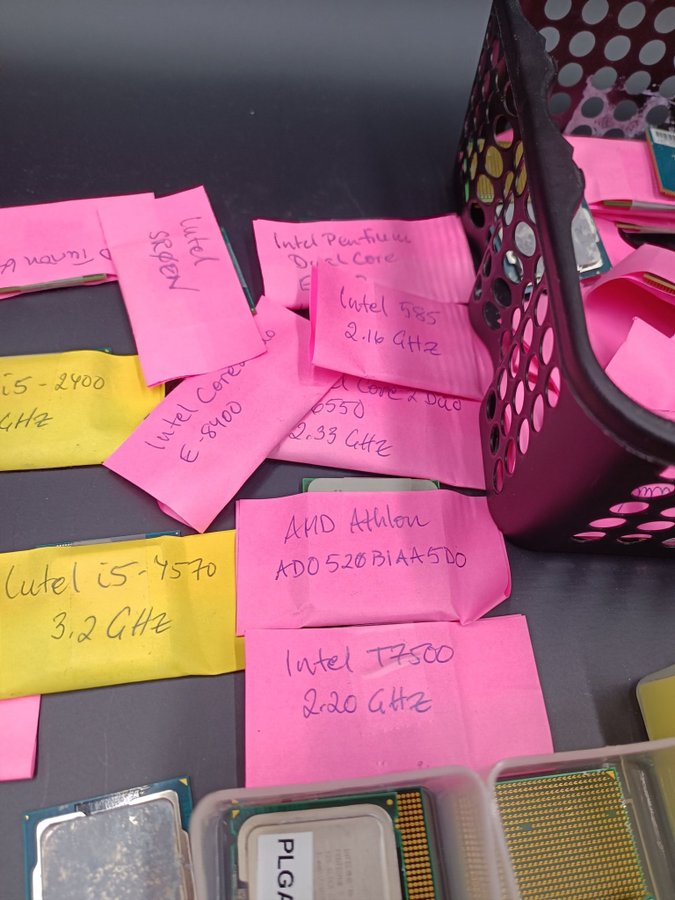 Intel
SRØEN
Intel Pentium
Dual Core
E
Intel 585
2.16 GHz
i5-2400
GHz
Intel Core
E-8400
Core 2 Duo
6550
2.33 GHz
AMD Athlon
ADO520BIAA5DO
Intel i5-4570
3.2 GHz
Intel T7500
2.20 GHz
PLGA